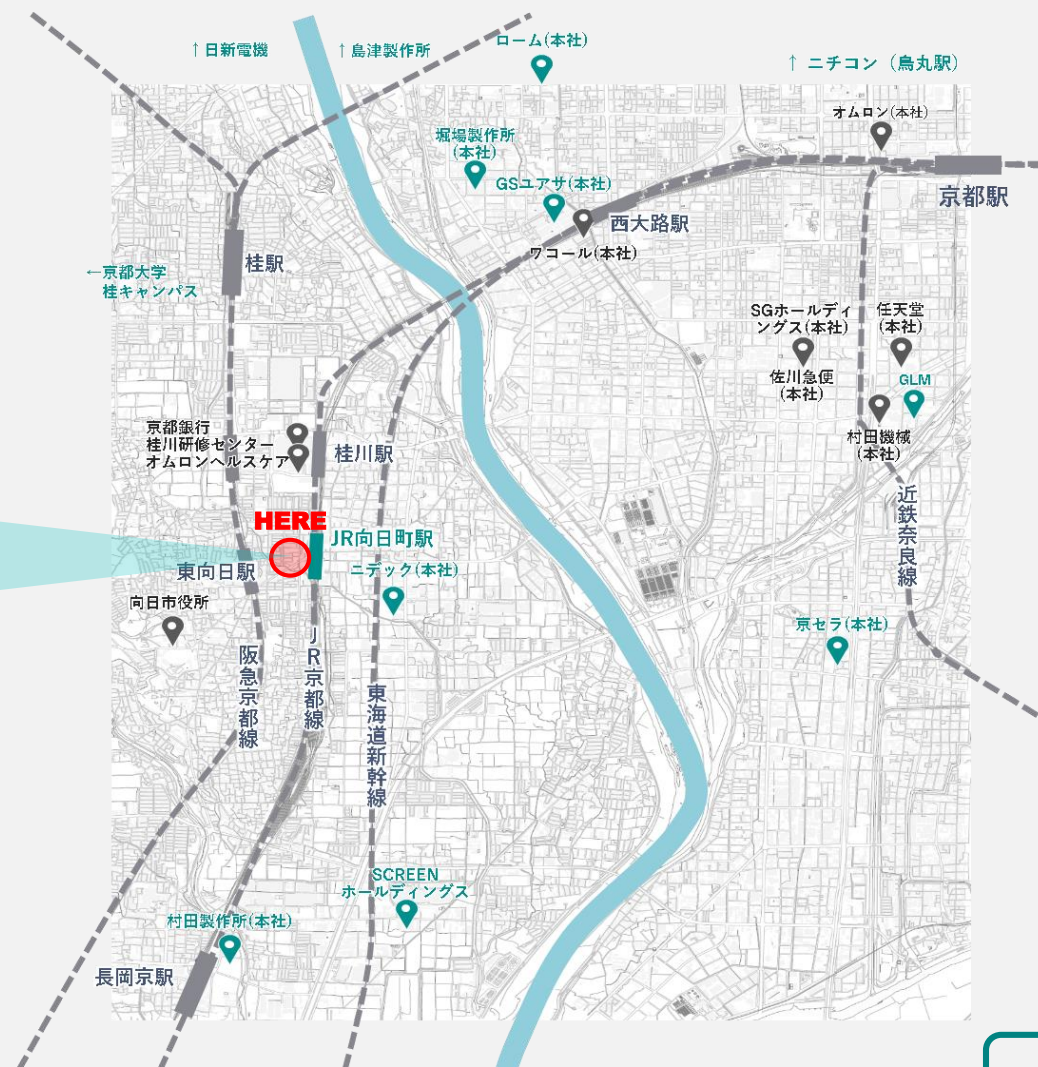 ↑日新電機
↑島津製作所
ローム(本社)
↑ ニチコン（烏丸駅）
オムロン(本社)
堀場製作所
(本社)
GSユアサ(本社)
京都駅
西大路駅
ワコール(本社)
桂駅
←京都大学
桂キャンパス
SGホールディ
ングス(本社)
任天堂
(本社)
佐川急便
(本社)
GLM
村田機械
(本社)
京都銀行
桂川研修センター
オムロンヘルスケア
桂川駅
近鉄奈良線
HERE
JR向日町駅
東向日駅
ニデック(本社)
向日市役所
京セラ(本社)
阪急京都線
JR京都線
東海道新幹線
SCREEN
ホールディングス
村田製作所(本社)
長岡京駅